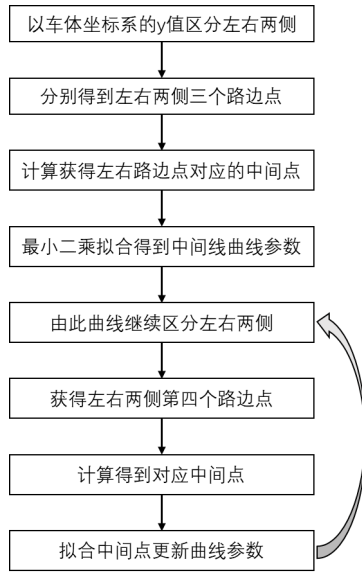 以车体坐标系的y值区分左右两侧
分别得到左右两侧三个路边点
计算获得左右路边点对应的中间点
最小二乘拟合得到中间线曲线参数
由此曲线继续区分左右两侧
获得左右两侧第四个路边点
计算得到对应中间点
拟合中间点更新曲线参数